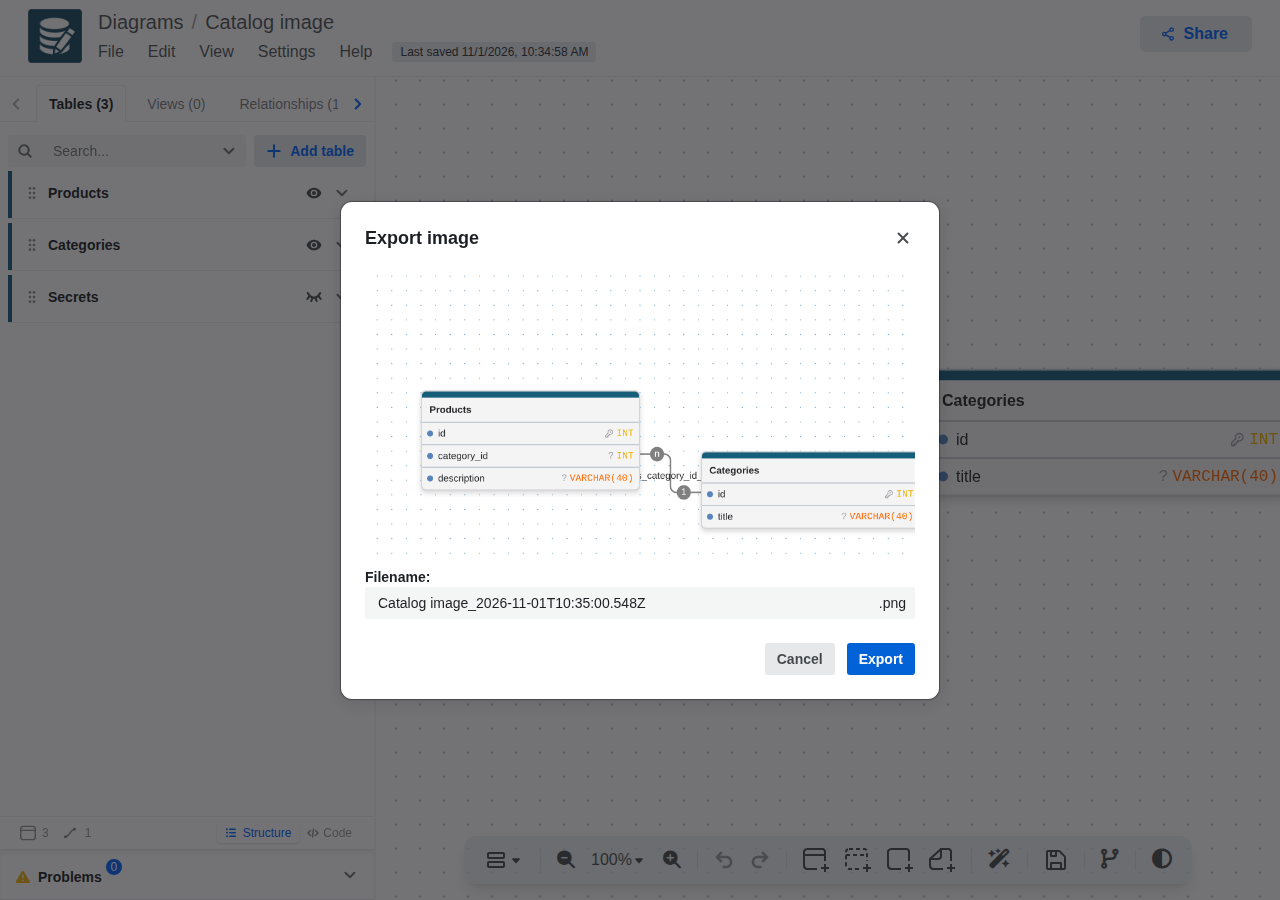 Diagrams / Catalog image
File Edit View Settings Help Last saved 11/1/2026, 10:34:58 AM
Share
Tables (3) Views (0) Relationships (1
Search... Add table
Products
Categories
Secrets
Export image
Products
id INT
category_id ? INT
description ? VARCHAR(40)
n
s_category_id_
1
Categories
id INT
title ? VARCHAR(40)
Filename:
Catalog image_2026-11-01T10:35:00.548Z .png
Cancel Export
Categories
id INT
title ? VARCHAR(40)
3 1 Structure Code
Problems 0
100%